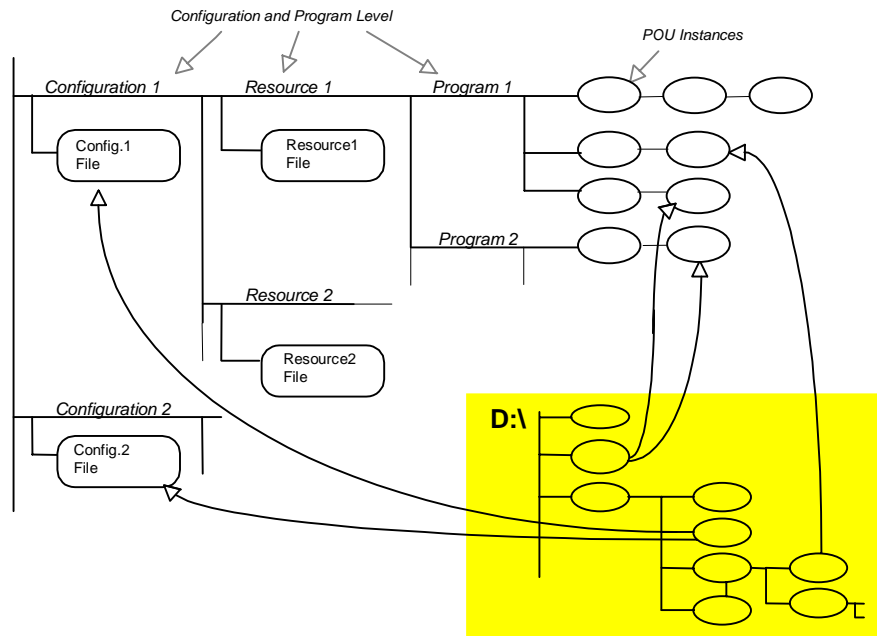 Configuration and Program Level
POU Instances
Configuration 1
Resource 1
Program 1
Config.1
File
Resource1
File
Program 2
Resource 2
Resource2
File
Configuration 2
Config.2
File
D:\